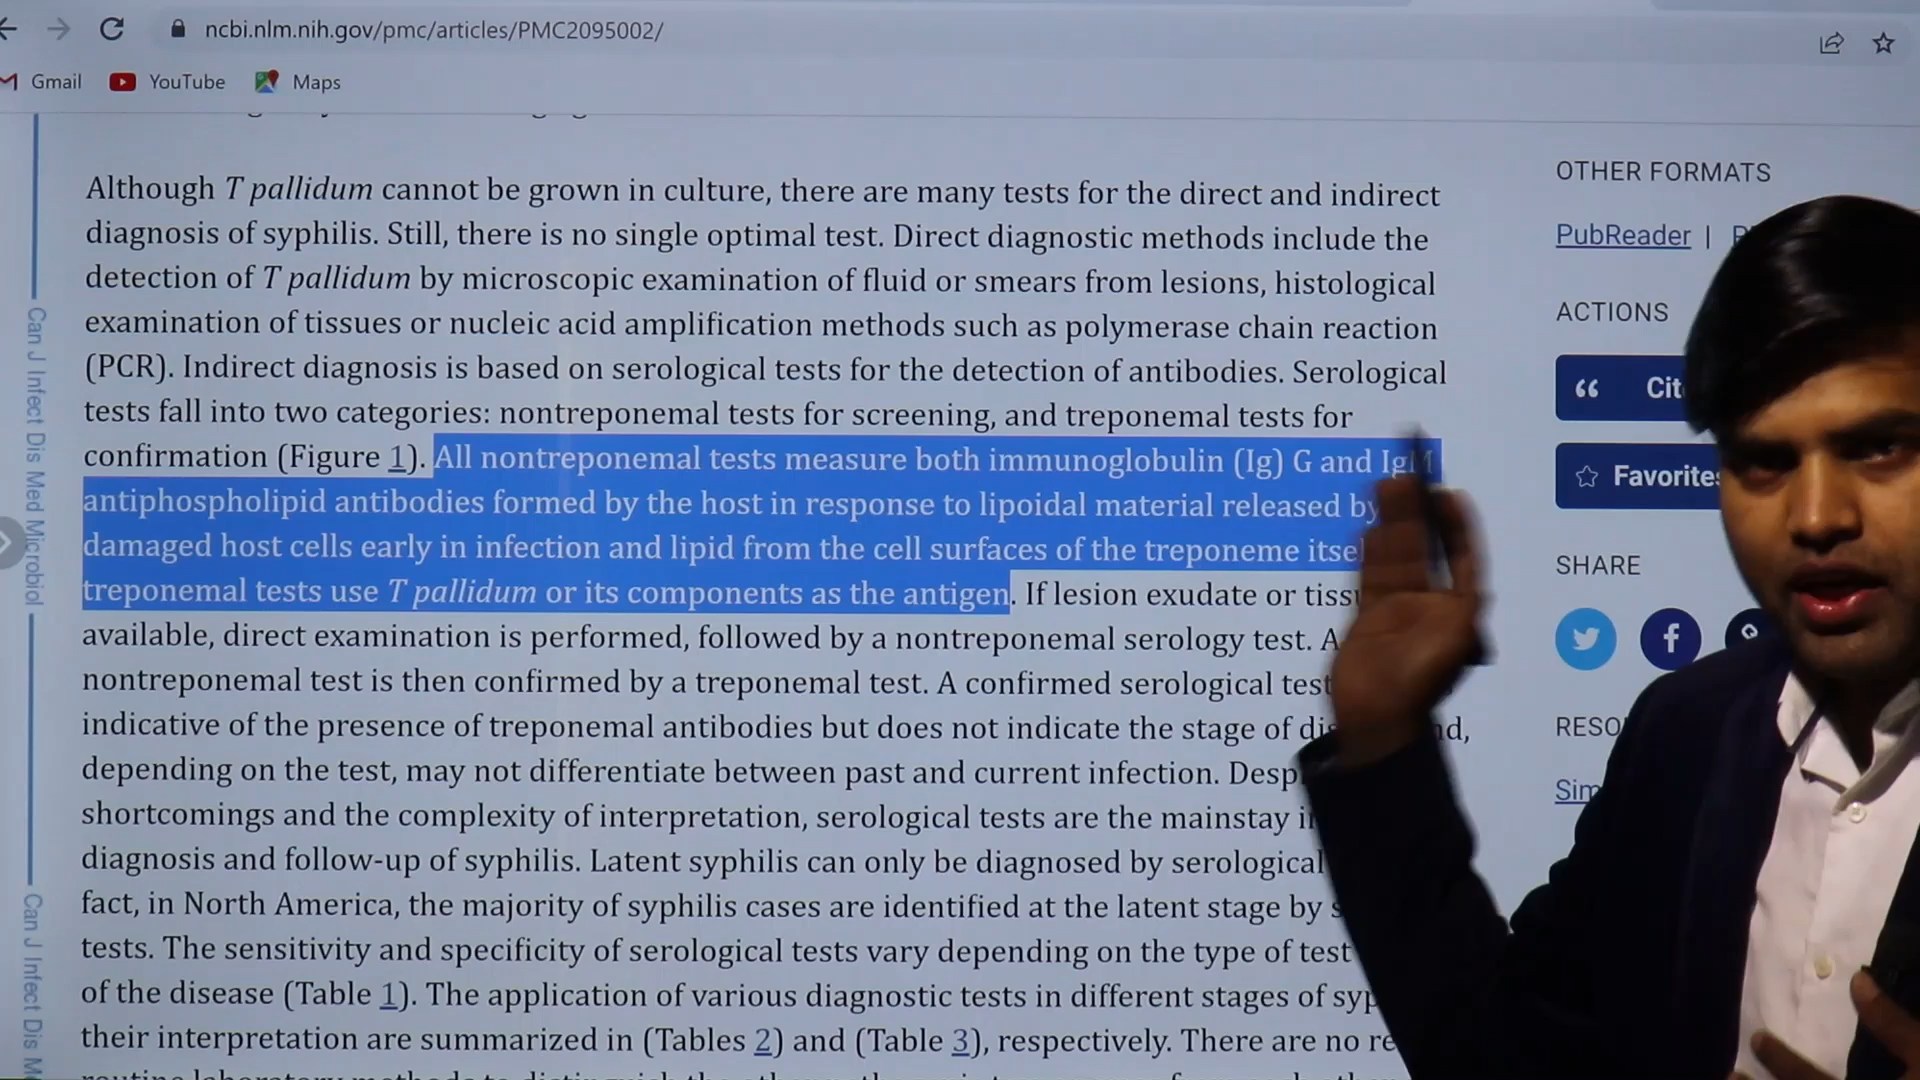 ncbi.nlm.nih.gov/pmc/articles/PMC2095002/
Gmail YouTube Maps
Although T pallidum cannot be grown in culture, there are many tests for the direct and indirect
diagnosis of syphilis. Still, there is no single optimal test. Direct diagnostic methods include the
detection of T pallidum by microscopic examination of fluid or smears from lesions, histological
examination of tissues or nucleic acid amplification methods such as polymerase chain reaction
(PCR). Indirect diagnosis is based on serological tests for the detection of antibodies. Serological
tests fall into two categories: nontreponemal tests for screening, and treponemal tests for
confirmation (Figure 1). All nontreponemal tests measure both immunoglobulin (Ig) G and IgM
antiphospholipid antibodies formed by the host in response to lipoidal material released by
damaged host cells early in infection and lipid from the cell surfaces of the treponeme
treponemal tests use T pallidum or its components as the antigen. If lesion exudate or
available, direct examination is performed, followed by a nontreponemal serology test. A
nontreponemal test is then confirmed by a treponemal test. A confirmed serological test
indicative of the presence of treponemal antibodies but does not indicate the stage of
depending on the test, may not differentiate between past and current infection.
shortcomings and the complexity of interpretation, serological tests are the mainstay
diagnosis and follow-up of syphilis. Latent syphilis can only be diagnosed by serological
fact, in North America, the majority of syphilis cases are identified at the latent stage by
tests. The sensitivity and specificity of serological tests vary depending on the type of test
of the disease (Table 1). The application of various diagnostic tests in different stages of
their interpretation are summarized in (Tables 2) and (Table 3), respectively. There are no
OTHER FORMATS
PubReader |
ACTIONS
Favorites
SHARE
Can J Infect Dis Med Microbiol
Can J Infect Dis